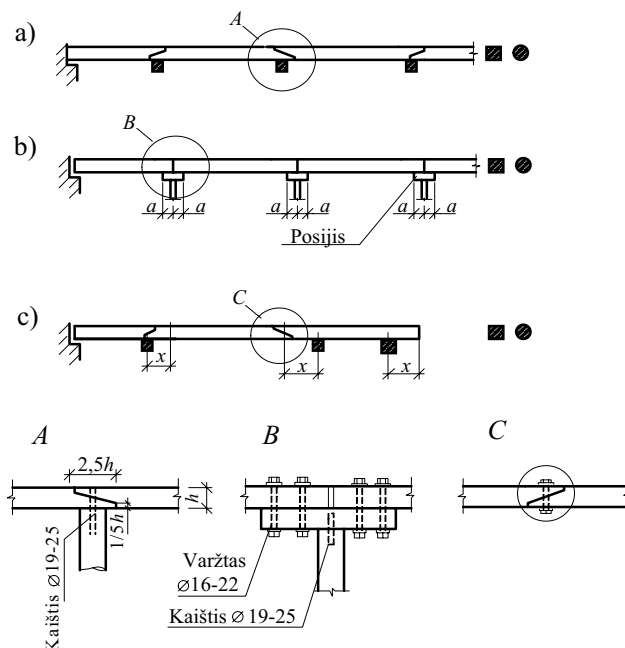 a)
A
b)
B
a a a a a a
Posijis
c)
C
x x x
A B C
2,5h
h
1/5h
Kaištis ∅19-25
Varžtas
∅16-22
Kaištis ∅ 19-25